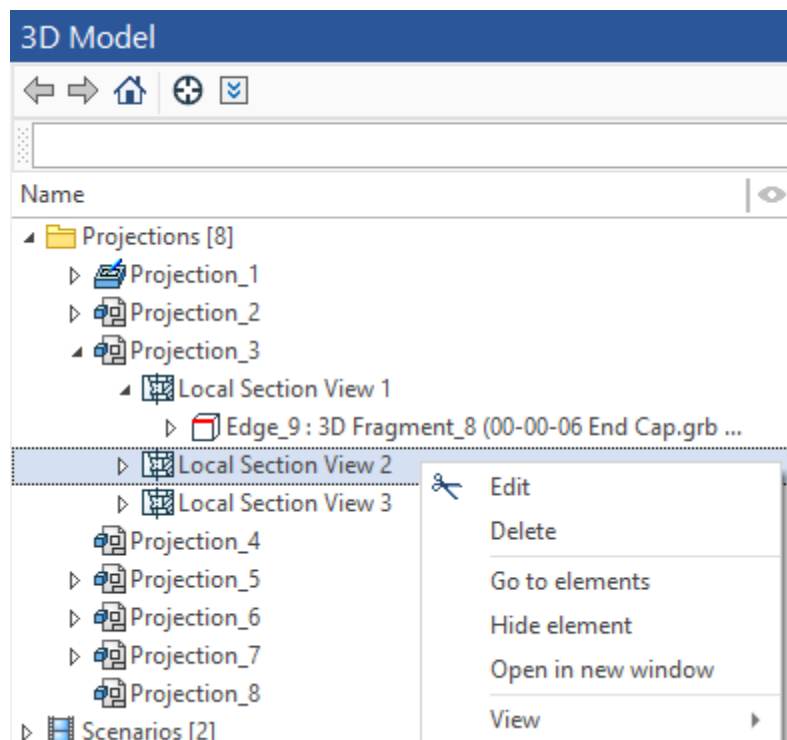 3D Model
Name
Projections [8]
Projection_1
Projection_2
Projection_3
Local Section View 1
Edge_9 : 3D Fragment_8 (00-00-06 End Cap.grb ...
Local Section View 2
Local Section View 3
Projection_4
Projection_5
Projection_6
Projection_7
Projection_8
Scenarios [2]
Edit
Delete
Go to elements
Hide element
Open in new window
View